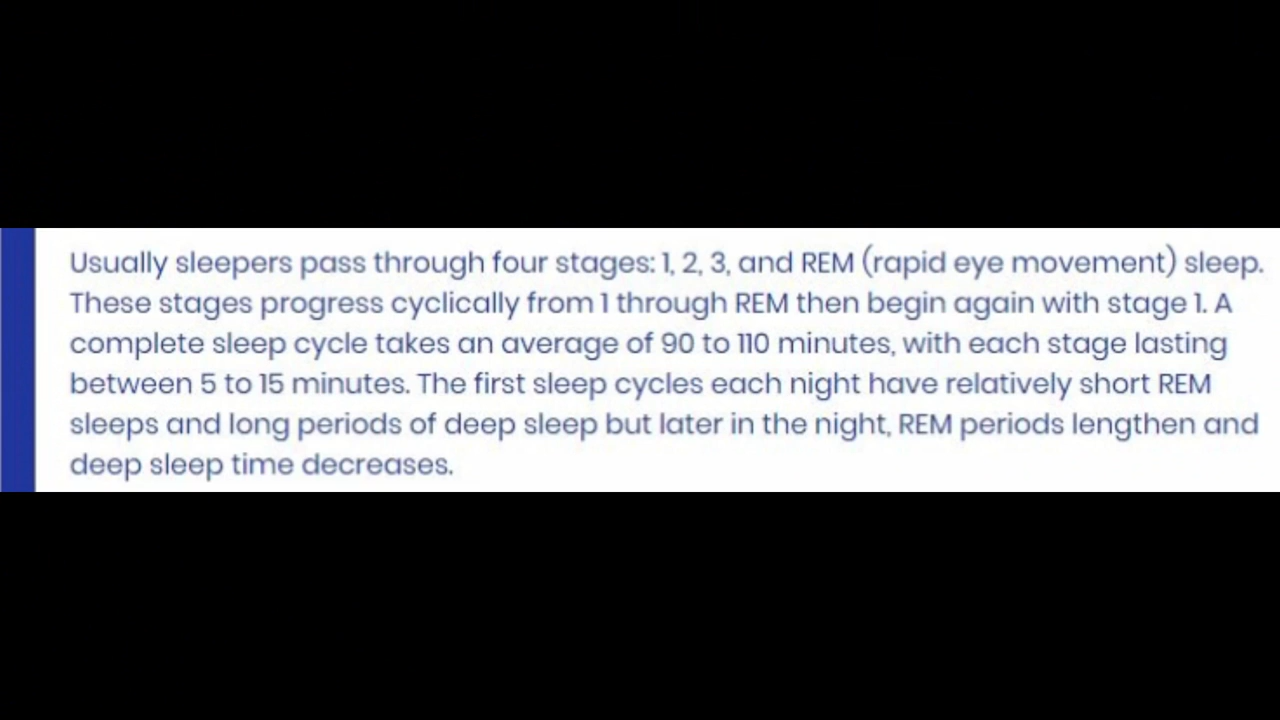 Usually sleepers pass through four stages: 1, 2, 3, and REM (rapid eye movement) sleep.
These stages progress cyclically from 1 through REM then begin again with stage 1. A
complete sleep cycle takes an average of 90 to 110 minutes, with each stage lasting
between 5 to 15 minutes. The first sleep cycles each night have relatively short REM
sleeps and long periods of deep sleep but later in the night, REM periods lengthen and
deep sleep time decreases.